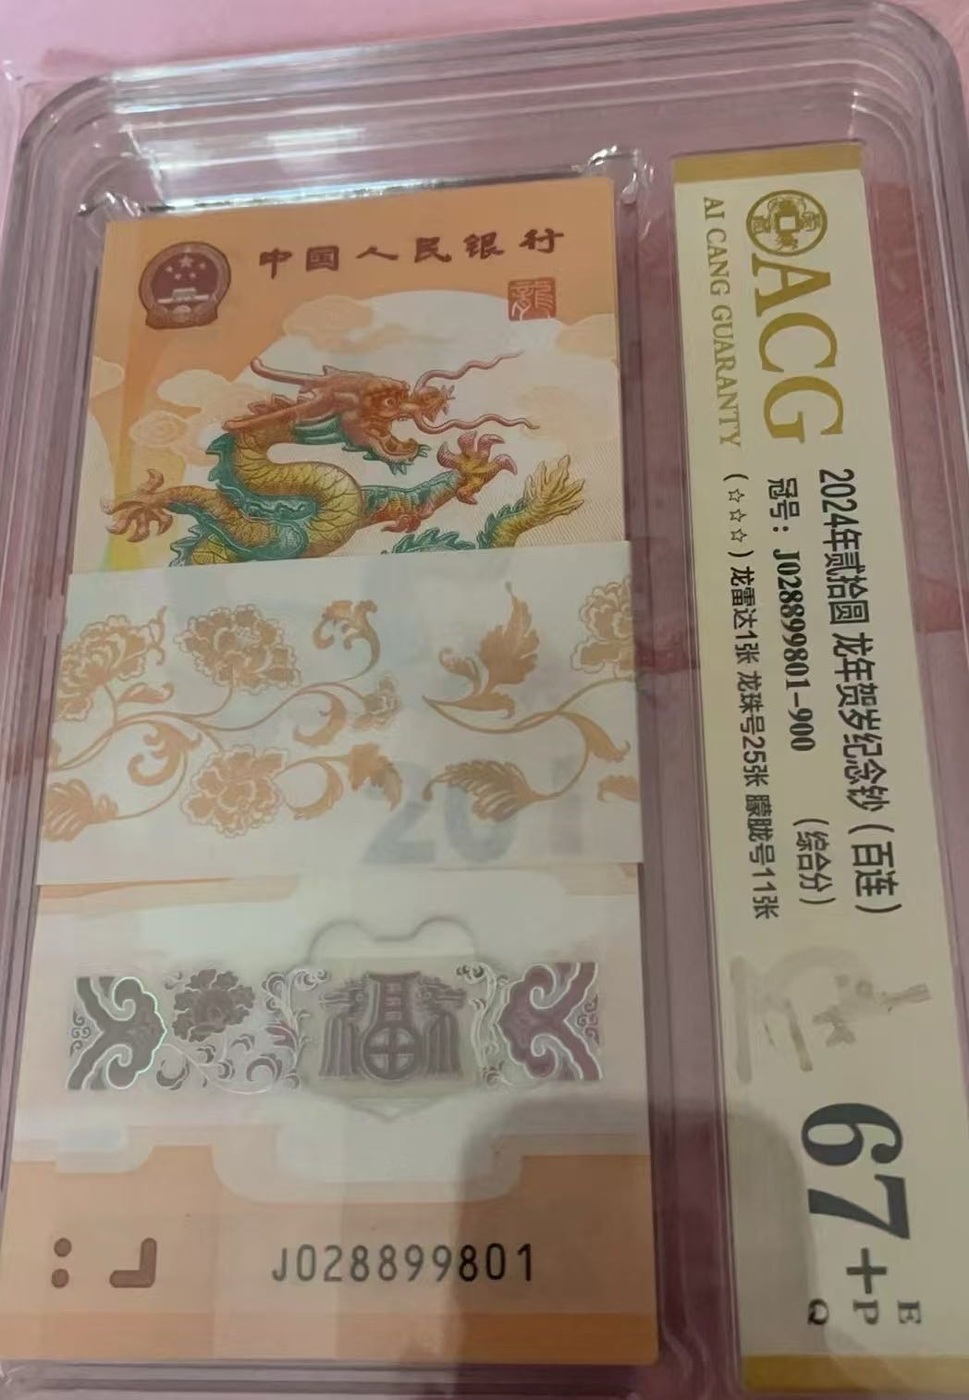 中国人民银行
龍
福
J028899801
ACG
AI CANG GUARANTY
2024年贰拾圆 龙年贺岁纪念钞（百连）
冠号：J028899801-900 （综合分）
（☆☆☆）龙雷达1张 龙珠号25张 朦胧号11张
67+
E
P
Q